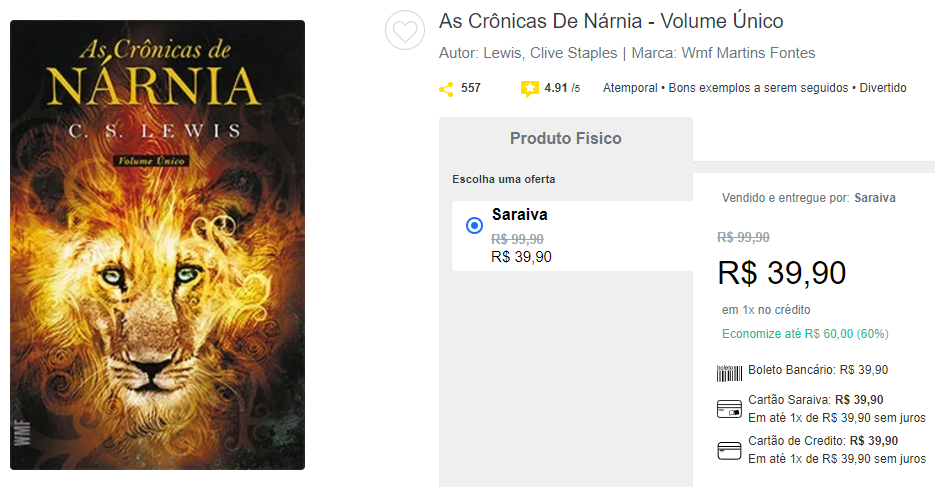 As Crônicas de
NÁRNIA
C. S. LEWIS
Volume Único
WMF
As Crônicas De Nárnia - Volume Único
Autor: Lewis, Clive Staples | Marca: Wmf Martins Fontes
557
4.91 /5
Atemporal • Bons exemplos a serem seguidos • Divertido
Produto Físico
Escolha uma oferta
Saraiva
R$ 99,90
R$ 39,90
Vendido e entregue por: Saraiva
R$ 99,90
R$ 39,90
em 1x no crédito
Economize até R$ 60,00 (60%)
boleto
Boleto Bancário: R$ 39,90
Cartão Saraiva: R$ 39,90
Em até 1x de R$ 39,90 sem juros
Cartão de Credito: R$ 39,90
Em até 1x de R$ 39,90 sem juros